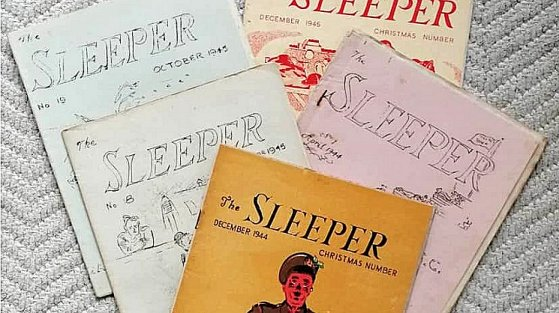 The
SLEEPER
OCTOBER 1945
No 19
SLEEPER
DECEMBER 1945
CHRISTMAS NUMBER
The
SLEEPER
1945
No 8
The
SLEEPER
1944
C.
The SLEEPER
DECEMBER 1944
CHRISTMAS NUMBER